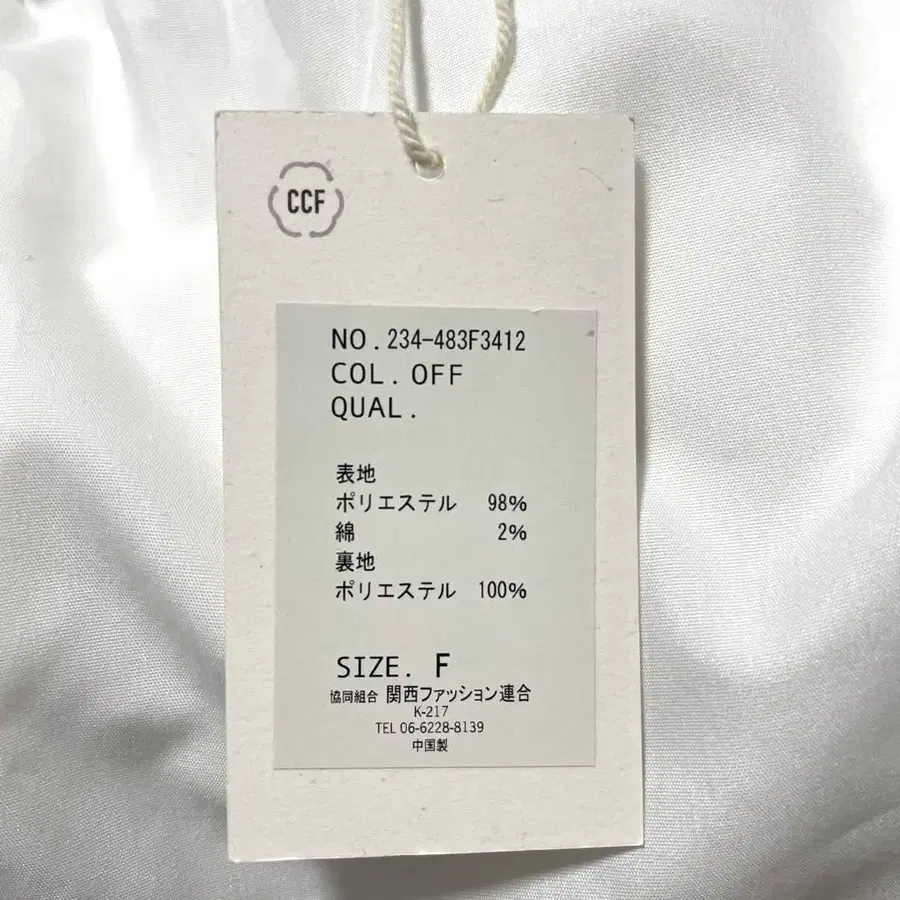 CCF
NO. 234-483F3412
COL. OFF
QUAL.
表地
ポリエステル 98%
綿 2%
裏地
ポリエステル 100%
SIZE. F
協同組合 関西ファッション連合
K-217
TEL 06-6228-8139
中国製